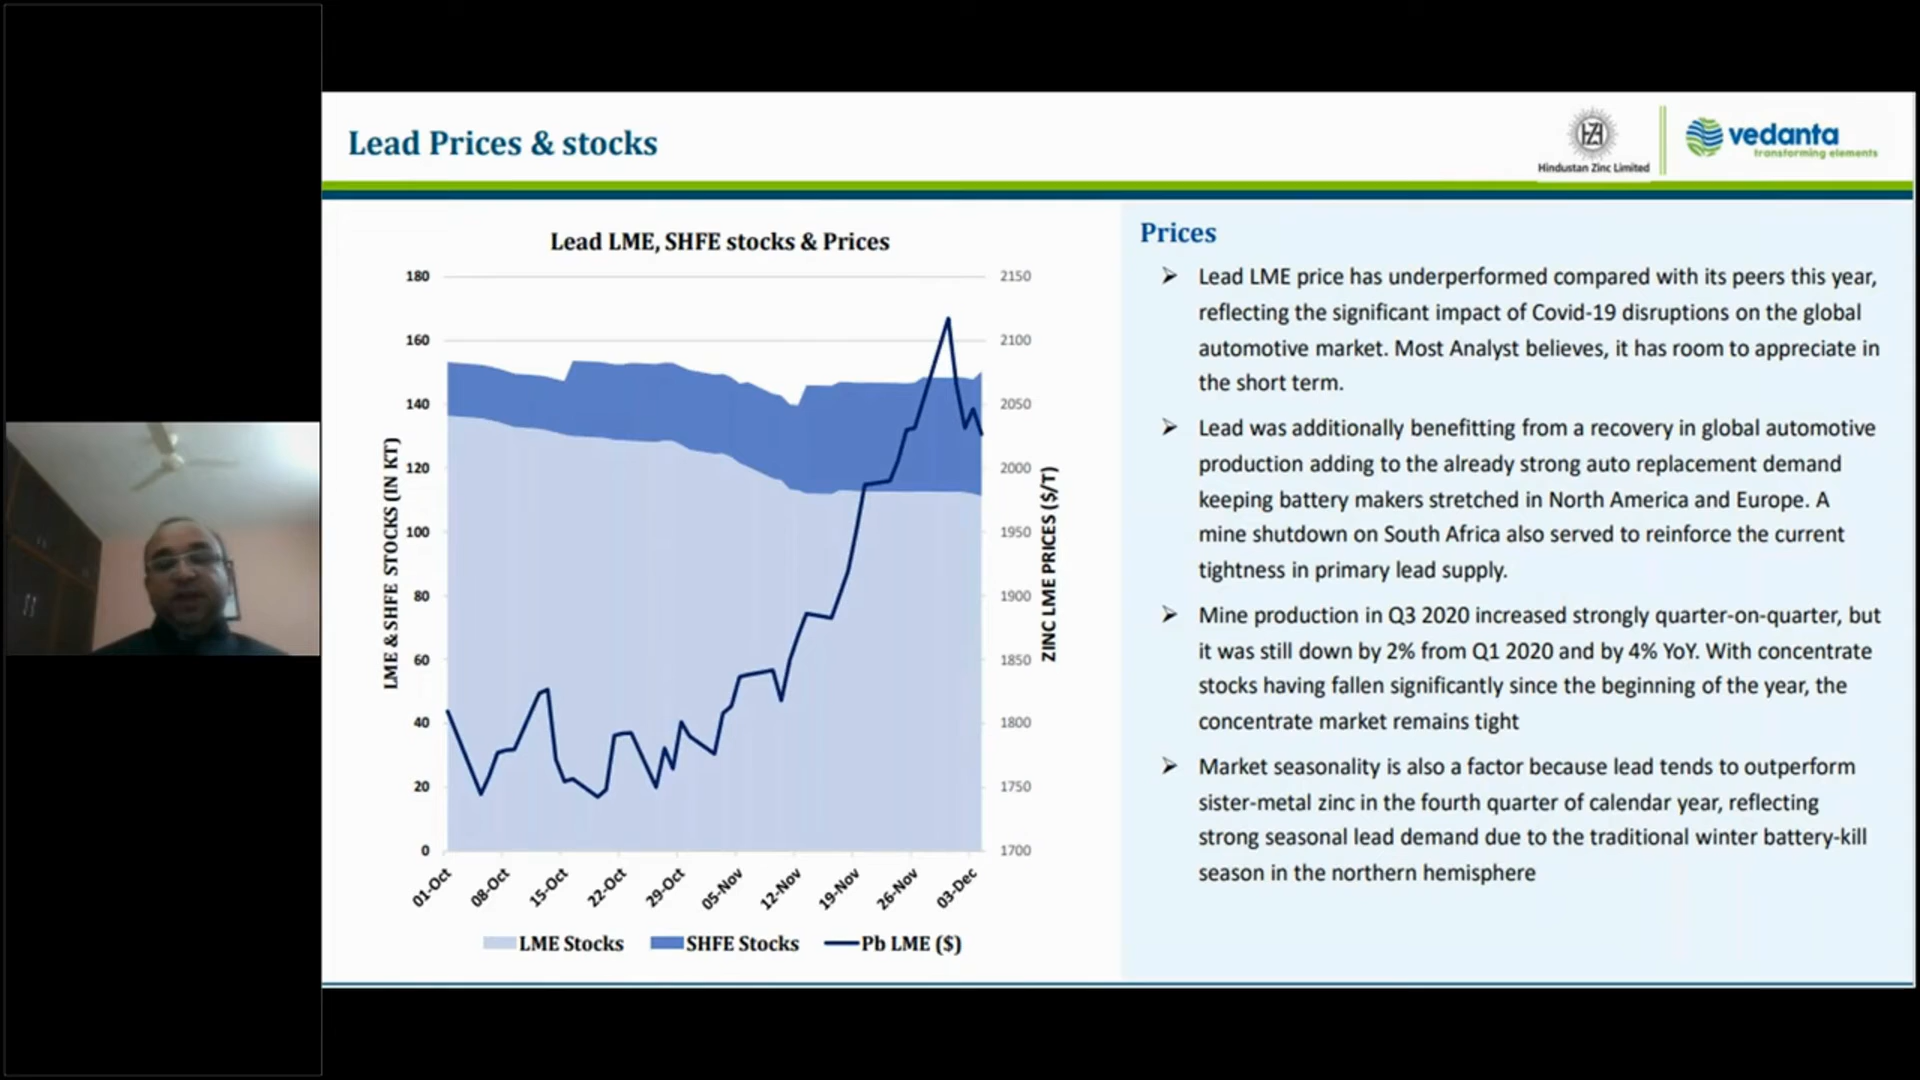 Lead Prices & stocks
Hindustan Zinc Limited
vedanta
transforming elements
Lead LME, SHFE stocks & Prices
LME & SHFE STOCKS (IN KT)
180
160
140
120
100
80
60
40
20
0
2150
2100
2050
2000
1950
1900
1850
1800
1750
1700
ZINC LME PRICES ($/T)
01-Oct
08-Oct
15-Oct
22-Oct
29-Oct
05-Nov
12-Nov
19-Nov
26-Nov
03-Dec
LME Stocks
SHFE Stocks
Pb LME ($)
Prices
Lead LME price has underperformed compared with its peers this year,
reflecting the significant impact of Covid-19 disruptions on the global
automotive market. Most Analyst believes, it has room to appreciate in
the short term.
Lead was additionally benefitting from a recovery in global automotive
production adding to the already strong auto replacement demand
keeping battery makers stretched in North America and Europe. A
mine shutdown on South Africa also served to reinforce the current
tightness in primary lead supply.
Mine production in Q3 2020 increased strongly quarter-on-quarter, but
it was still down by 2% from Q1 2020 and by 4% YoY. With concentrate
stocks having fallen significantly since the beginning of the year, the
concentrate market remains tight
Market seasonality is also a factor because lead tends to outperform
sister-metal zinc in the fourth quarter of calendar year, reflecting
strong seasonal lead demand due to the traditional winter battery-kill
season in the northern hemisphere